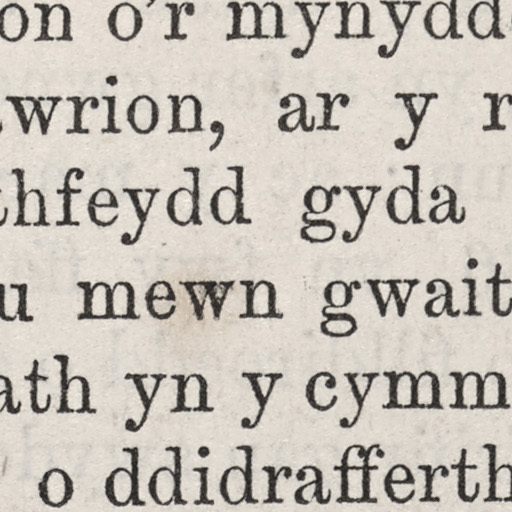 on o'r mynydd
wrion, ar y r
thfeydd gyda
u mewn gwait
ath yn y cymm
o ddidrafferth